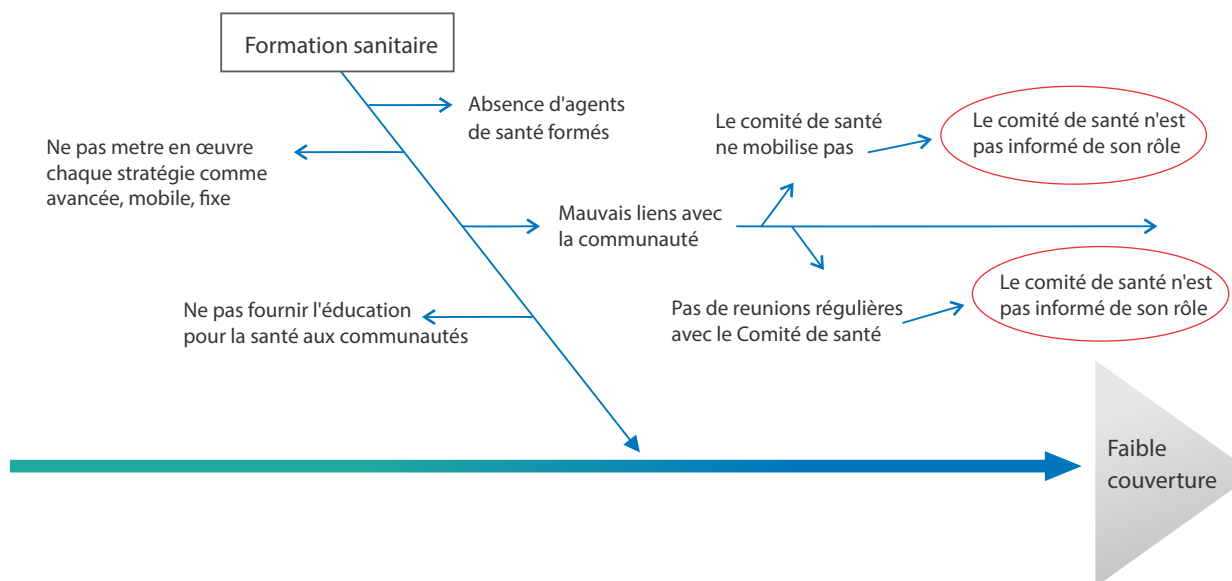 Formation sanitaire
Absence d'agents
de santé formés
Ne pas metre en œuvre
chaque stratégie comme
avancée, mobile, fixe
Le comité de santé
ne mobilise pas
Le comité de santé n'est
pas informé de son rôle
Mauvais liens avec
la communauté
Ne pas fournir l'éducation
pour la santé aux communautés
Pas de reunions régulières
avec le Comité de santé
Le comité de santé n'est
pas informé de son rôle
Faible
couverture